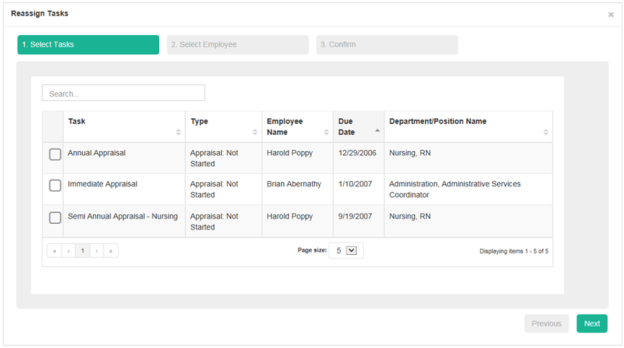 Reassign Tasks ×
1. Select Tasks 2. Select Employee 3. Confirm
Search...
Task Type Employee Name Due Date Department/Position Name
Annual Appraisal Appraisal: Not Started Harold Poppy 12/29/2006 Nursing, RN
Immediate Appraisal Appraisal: Not Started Brian Abernathy 1/10/2007 Administration, Administrative Services Coordinator
Semi Annual Appraisal - Nursing Appraisal: Not Started Harold Poppy 9/19/2007 Nursing, RN
« ‹ 1 › » Page size: 5 Displaying items 1 - 5 of 5
Previous Next